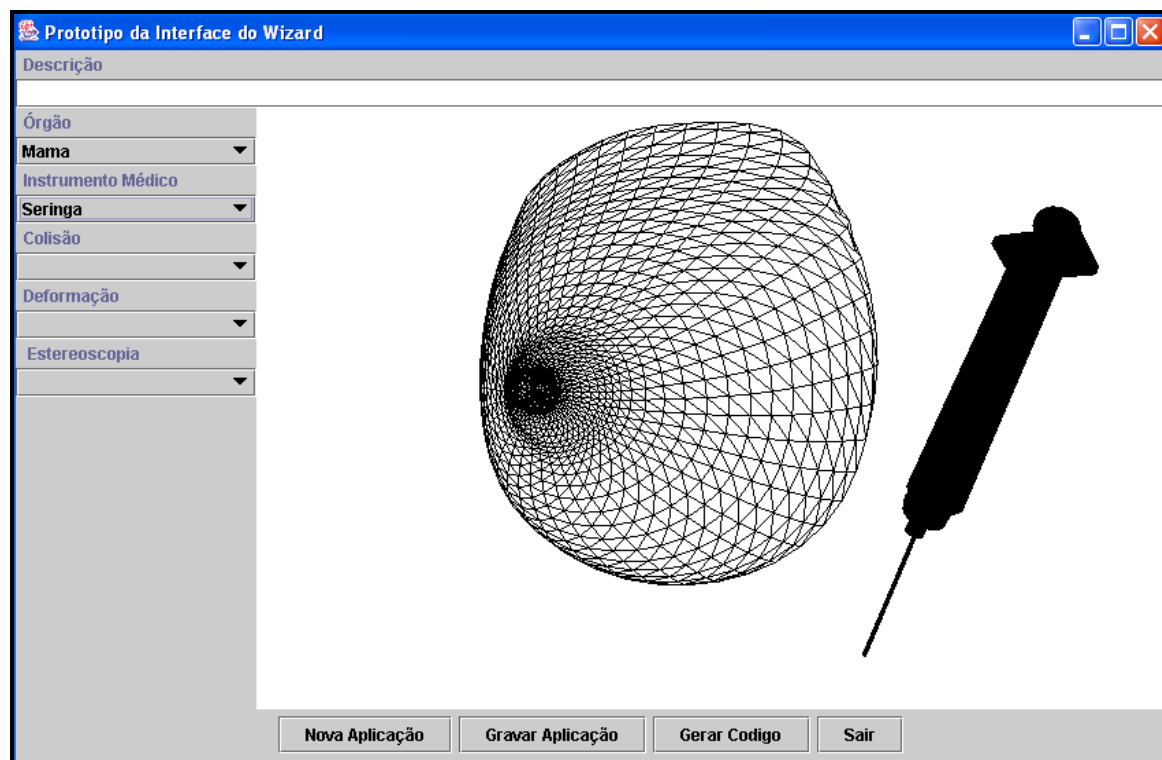 Prototipo da Interface do Wizard
Descrição
Órgão
Mama
Instrumento Médico
Seringa
Colisão
Deformação
Estereoscopia
Nova Aplicação
Gravar Aplicação
Gerar Codigo
Sair